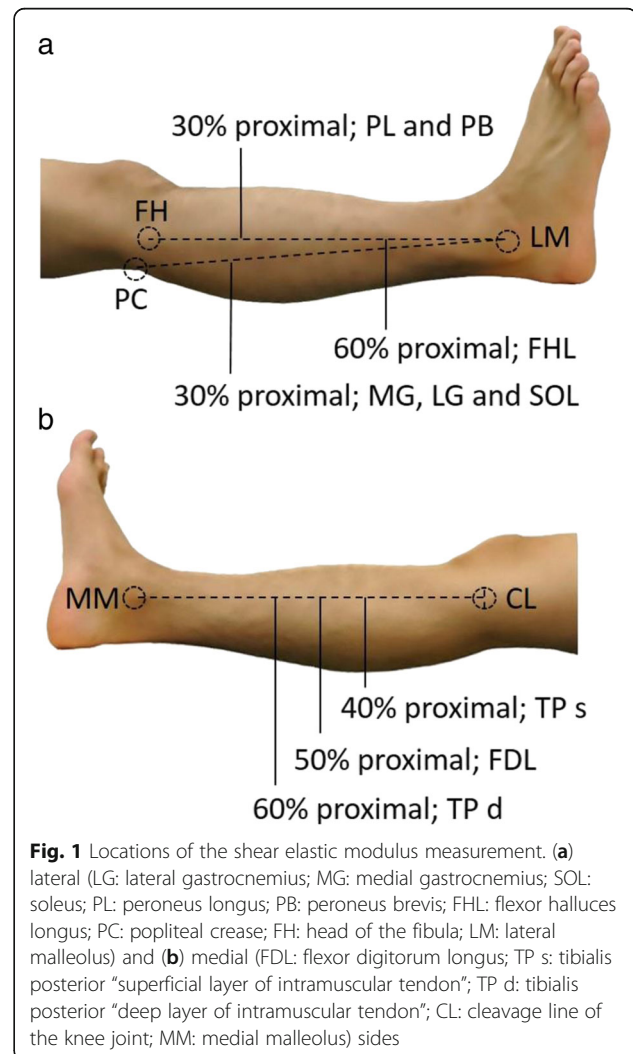 a
30% proximal; PL and PB
FH
LM
PC
60% proximal; FHL
30% proximal; MG, LG and SOL
b
MM
CL
40% proximal; TP s
50% proximal; FDL
60% proximal; TP d
Fig. 1 Locations of the shear elastic modulus measurement. (a)
lateral (LG: lateral gastrocnemius; MG: medial gastrocnemius; SOL:
soleus; PL: peroneus longus; PB: peroneus brevis; FHL: flexor halluces
longus; PC: popliteal crease; FH: head of the fibula; LM: lateral
malleolus) and (b) medial (FDL: flexor digitorum longus; TP s: tibialis
posterior “superficial layer of intramuscular tendon”; TP d: tibialis
posterior “deep layer of intramuscular tendon”; CL: cleavage line of
the knee joint; MM: medial malleolus) sides